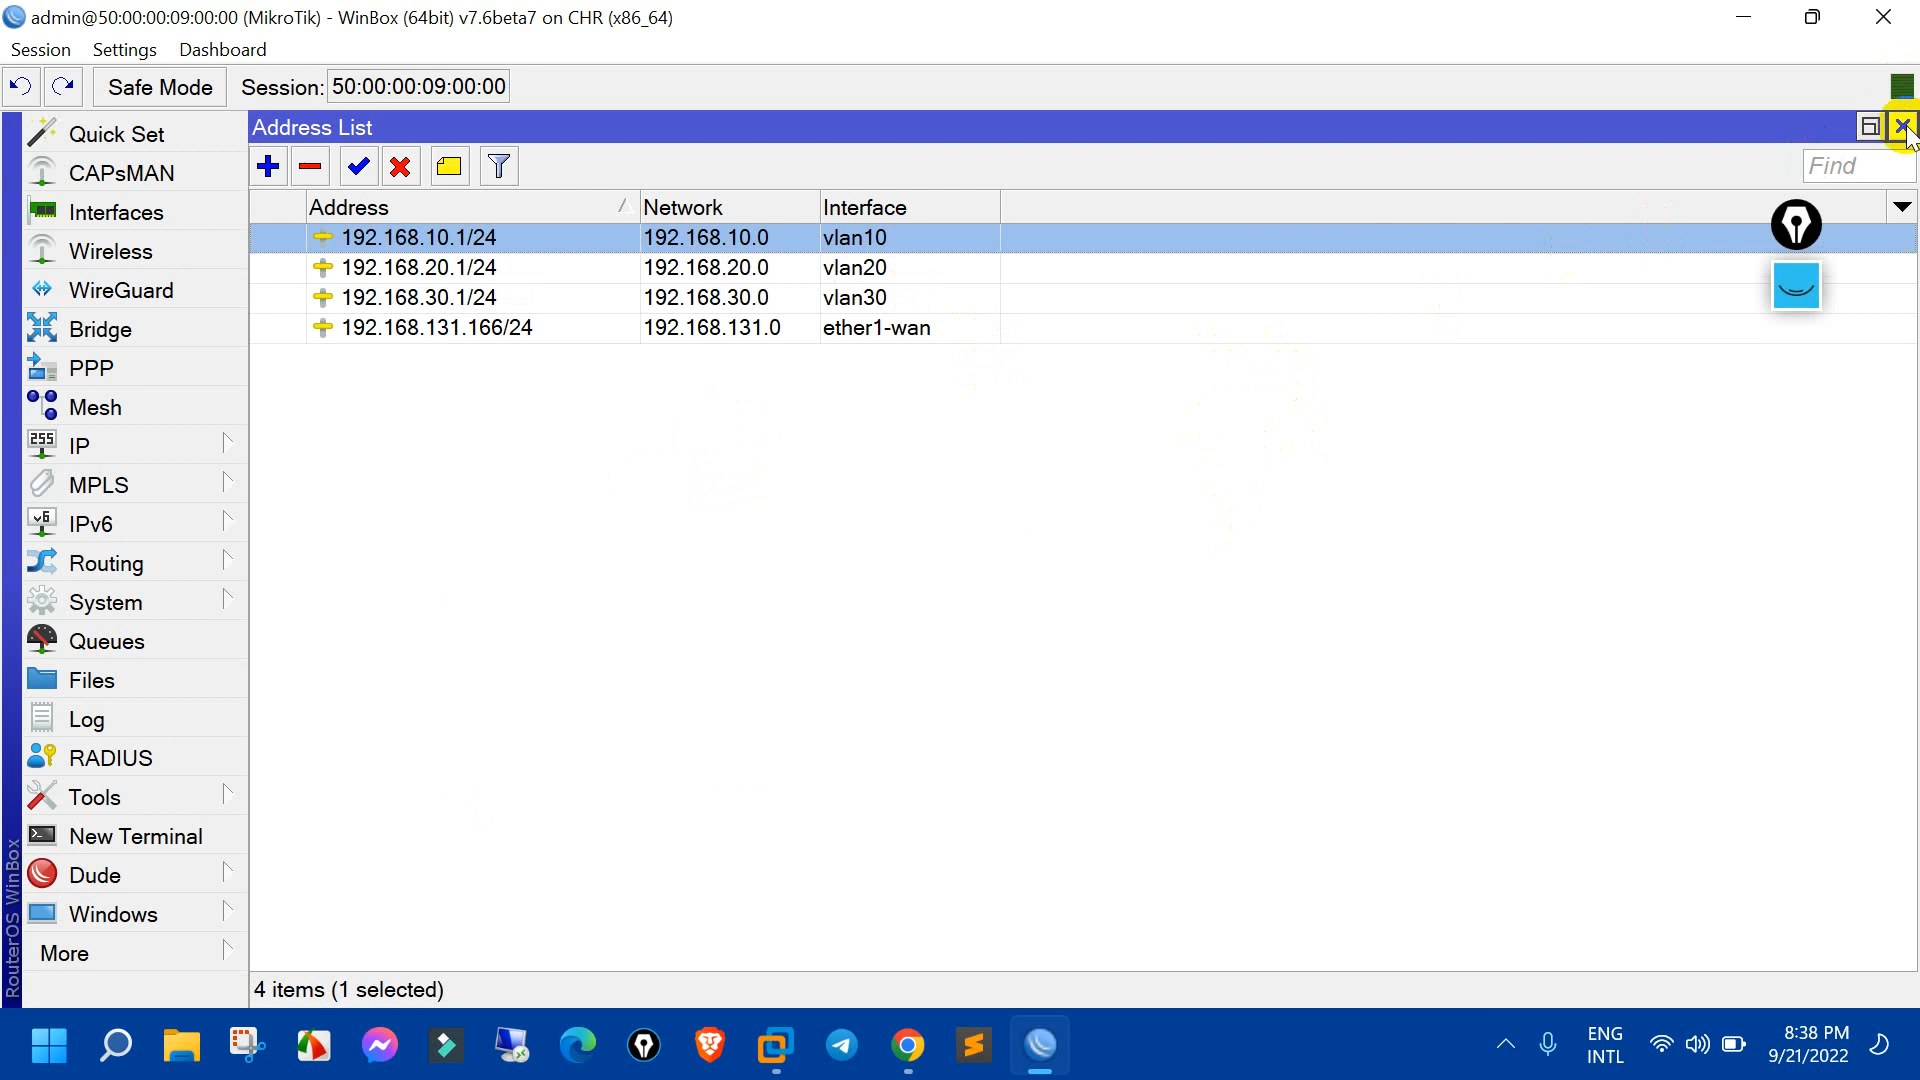 admin@50:00:00:09:00:00 (MikroTik) - WinBox (64bit) v7.6beta7 on CHR (x86_64)
Session Settings Dashboard
Safe Mode Session: 50:00:00:09:00:00
Address List
Find
Address Network Interface
192.168.10.1/24 192.168.10.0 vlan10
192.168.20.1/24 192.168.20.0 vlan20
192.168.30.1/24 192.168.30.0 vlan30
192.168.131.166/24 192.168.131.0 ether1-wan
Quick Set
CAPsMAN
Interfaces
Wireless
WireGuard
Bridge
PPP
Mesh
255 IP
MPLS
v6 IPv6
Routing
System
Queues
Files
Log
RADIUS
Tools
New Terminal
Dude
Windows
More
RouterOS WinBox
4 items (1 selected)
ENG
INTL
8:38 PM
9/21/2022